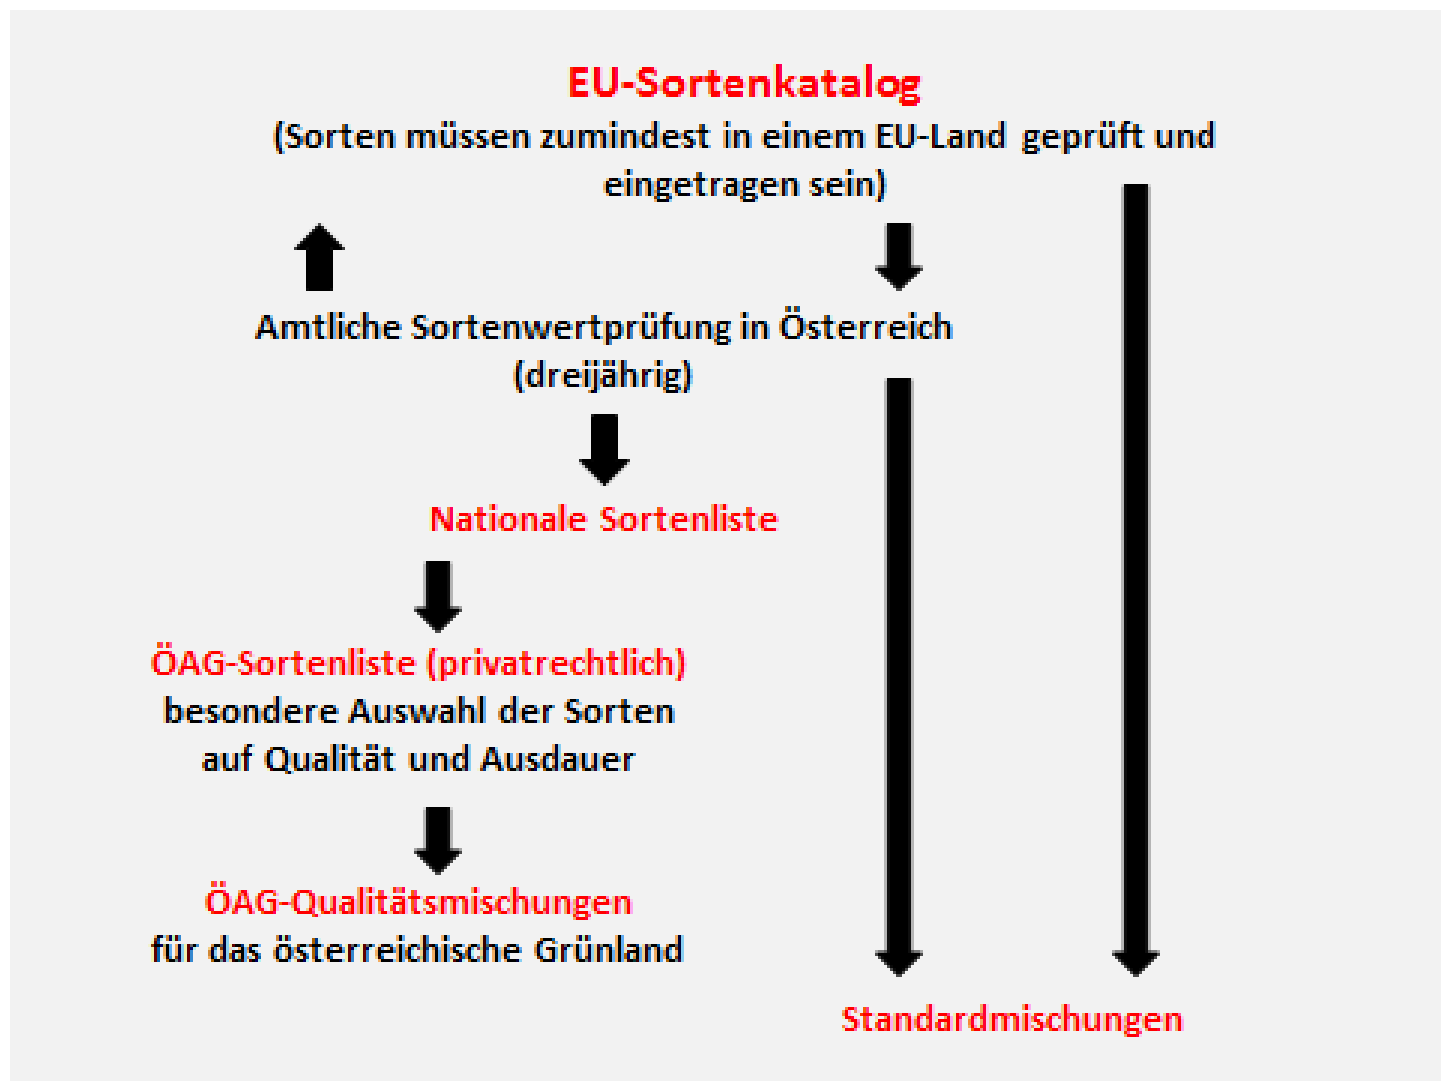 EU-Sortenkatalog
(Sorten müssen zumindest in einem EU-Land geprüft und
eingetragen sein)
Amtliche Sortenwertprüfung in Österreich
(dreijährig)
Nationale Sortenliste
ÖAG-Sortenliste (privatrechtlich)
besondere Auswahl der Sorten
auf Qualität und Ausdauer
ÖAG-Qualitätsmischungen
für das österreichische Grünland
Standardmischungen